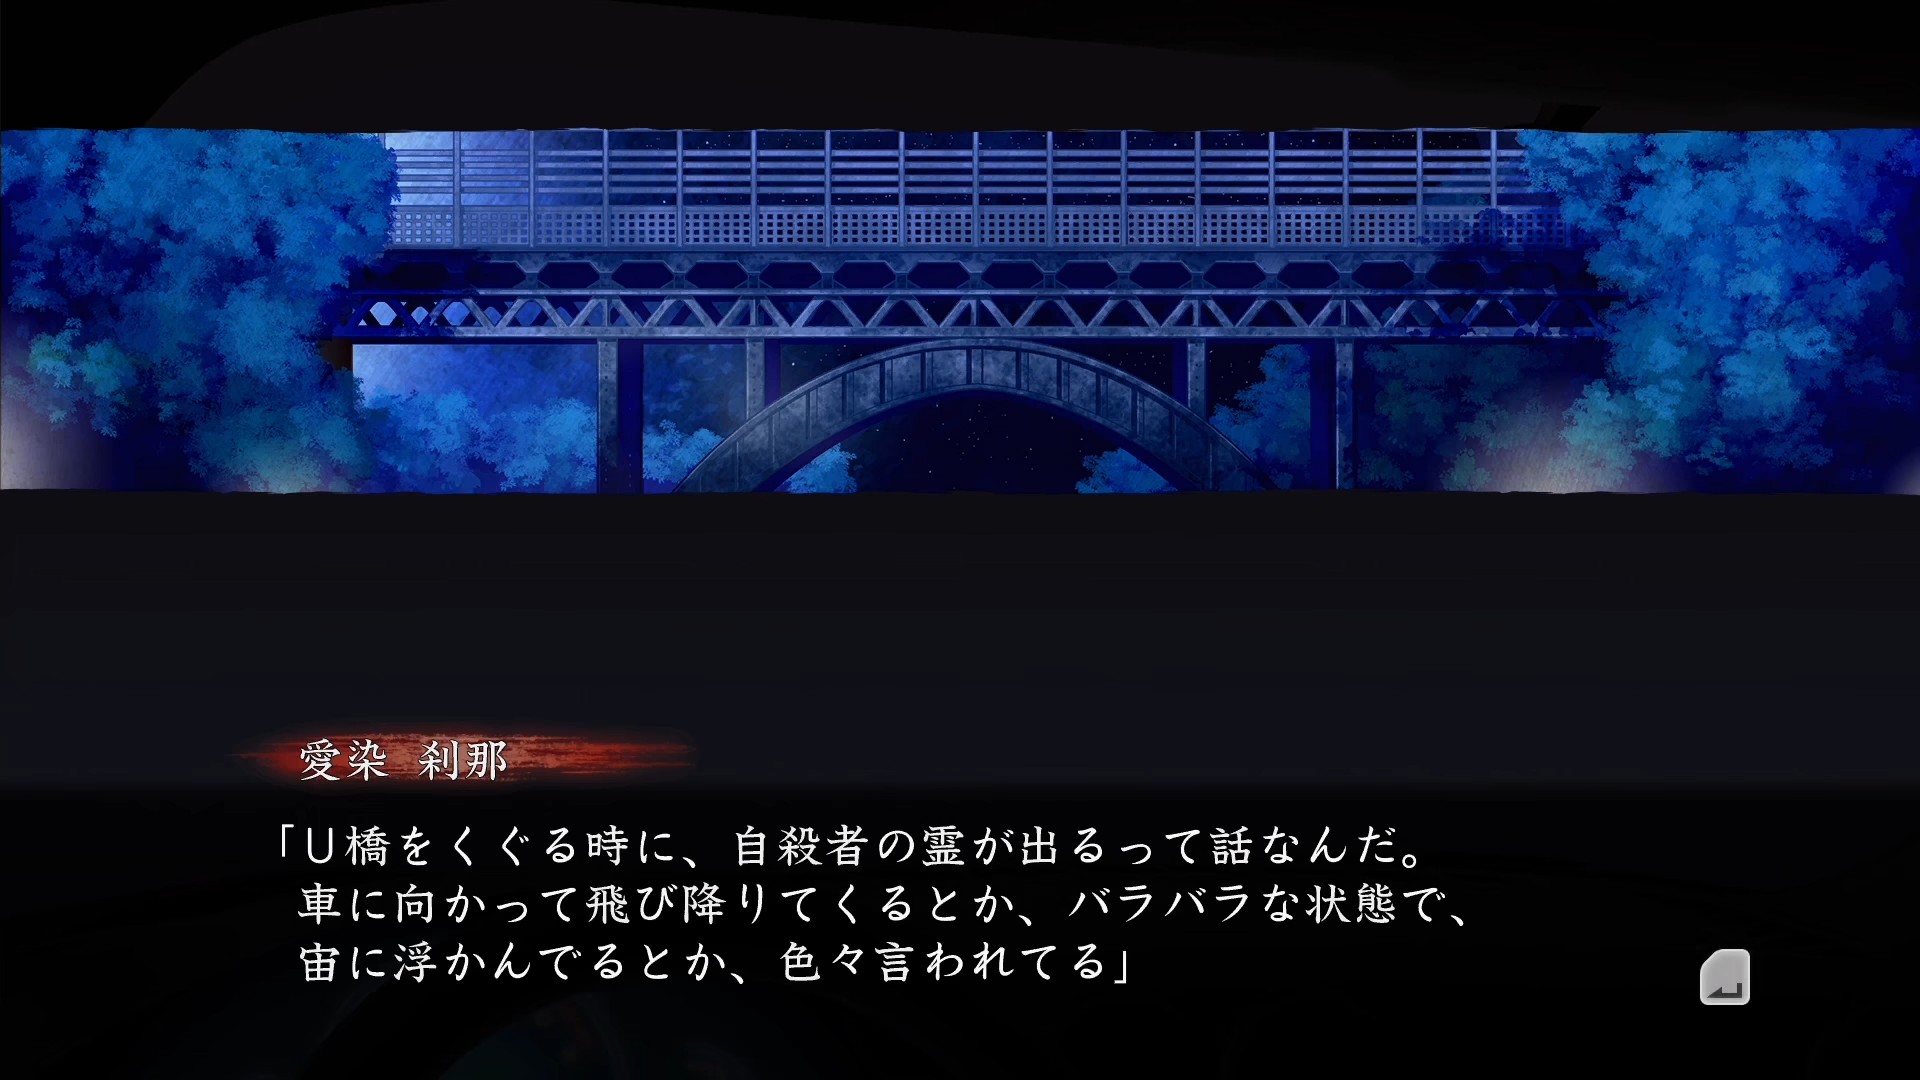 愛染 刹那
「U橋をくぐる時に、自殺者の霊が出るって話なんだ。
車に向かって飛び降りてくるとか、バラバラな状態で、
宙に浮かんでるとか、色々言われてる」